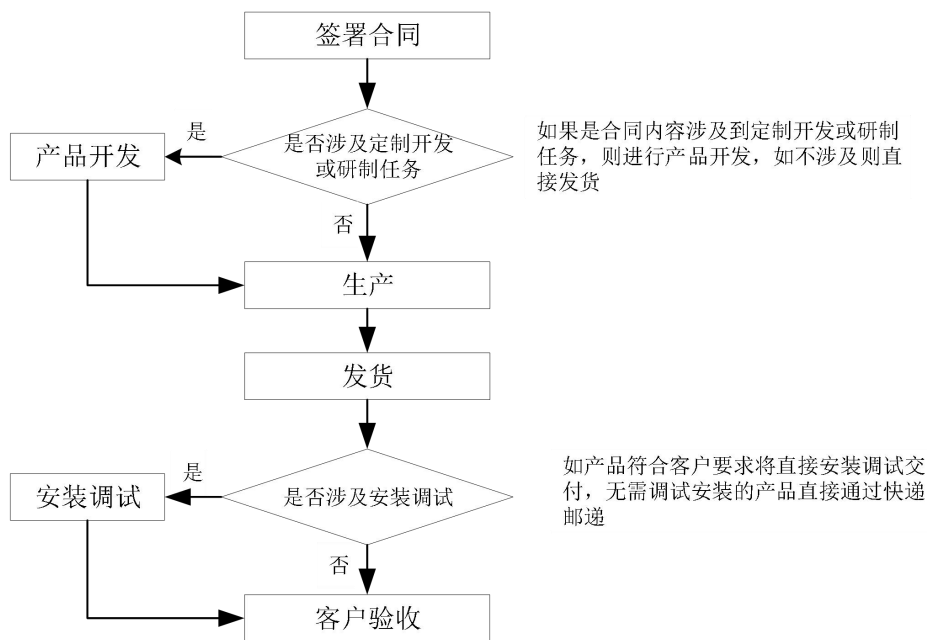 签署合同
是
是否涉及定制开发
或研制任务
产品开发
如果是合同内容涉及到定制开发或研制
任务，则进行产品开发，如不涉及则直
接发货
否
生产
发货
是
是否涉及安装调试
安装调试
如产品符合客户要求将直接安装调试交
付，无需调试安装的产品直接通过快递
邮递
否
客户验收